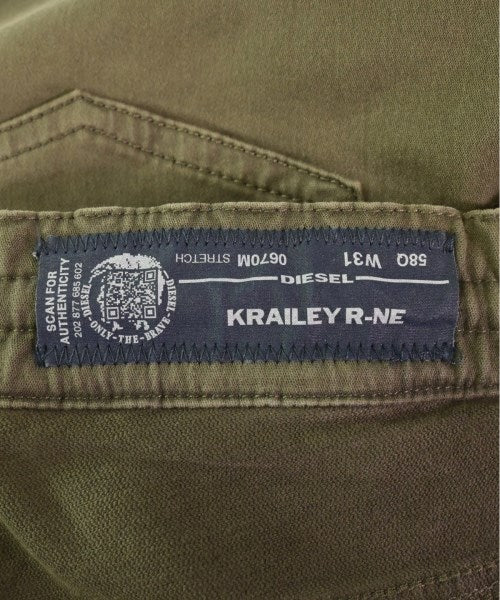 SCAN FOR
AUTHENTICITY
202 877 685 602
DIESEL
ONLY-THE-BRAVE
DIESEL
0670M STRETCH
58Q W31
DIESEL
KRAILEY R-NE